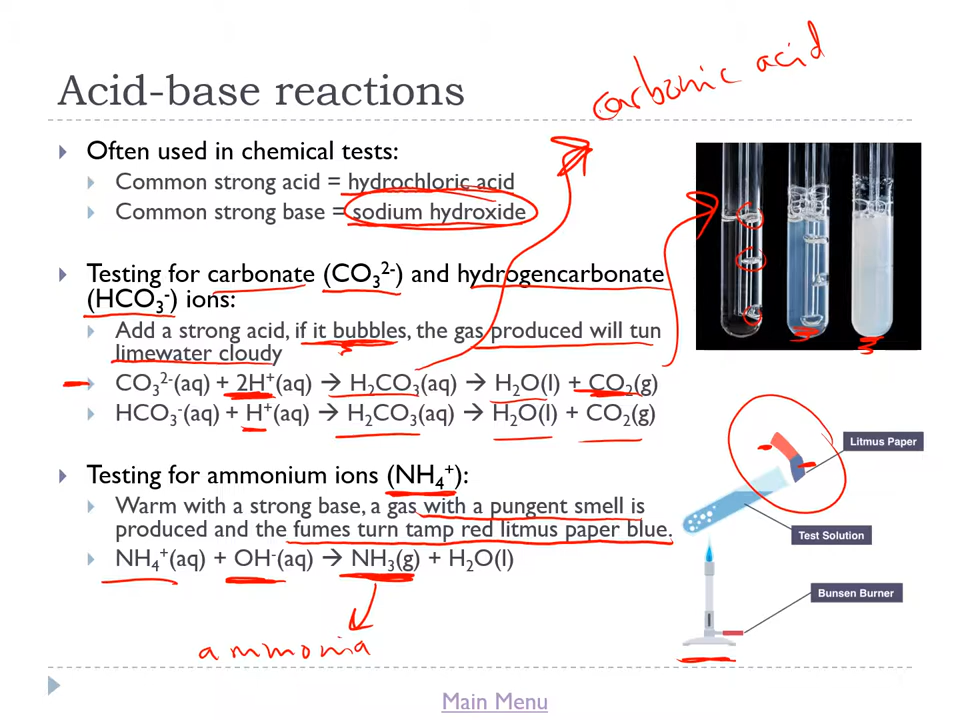 carbonic acid
Acid-base reactions
Often used in chemical tests:
Common strong acid = hydrochloric acid
Common strong base = sodium hydroxide
Testing for carbonate (CO₃²⁻) and hydrogencarbonate
(HCO₃⁻) ions:
Add a strong acid, if it bubbles, the gas produced will tun
limewater cloudy
CO₃²⁻(aq) + 2H⁺(aq) → H₂CO₃(aq) → H₂O(l) + CO₂(g)
HCO₃⁻(aq) + H⁺(aq) → H₂CO₃(aq) → H₂O(l) + CO₂(g)
Testing for ammonium ions (NH₄⁺):
Warm with a strong base, a gas with a pungent smell is
produced and the fumes turn tamp red litmus paper blue.
NH₄⁺(aq) + OH⁻(aq) → NH₃(g) + H₂O(l)
ammonia
Litmus Paper
Test Solution
Bunsen Burner
Main Menu